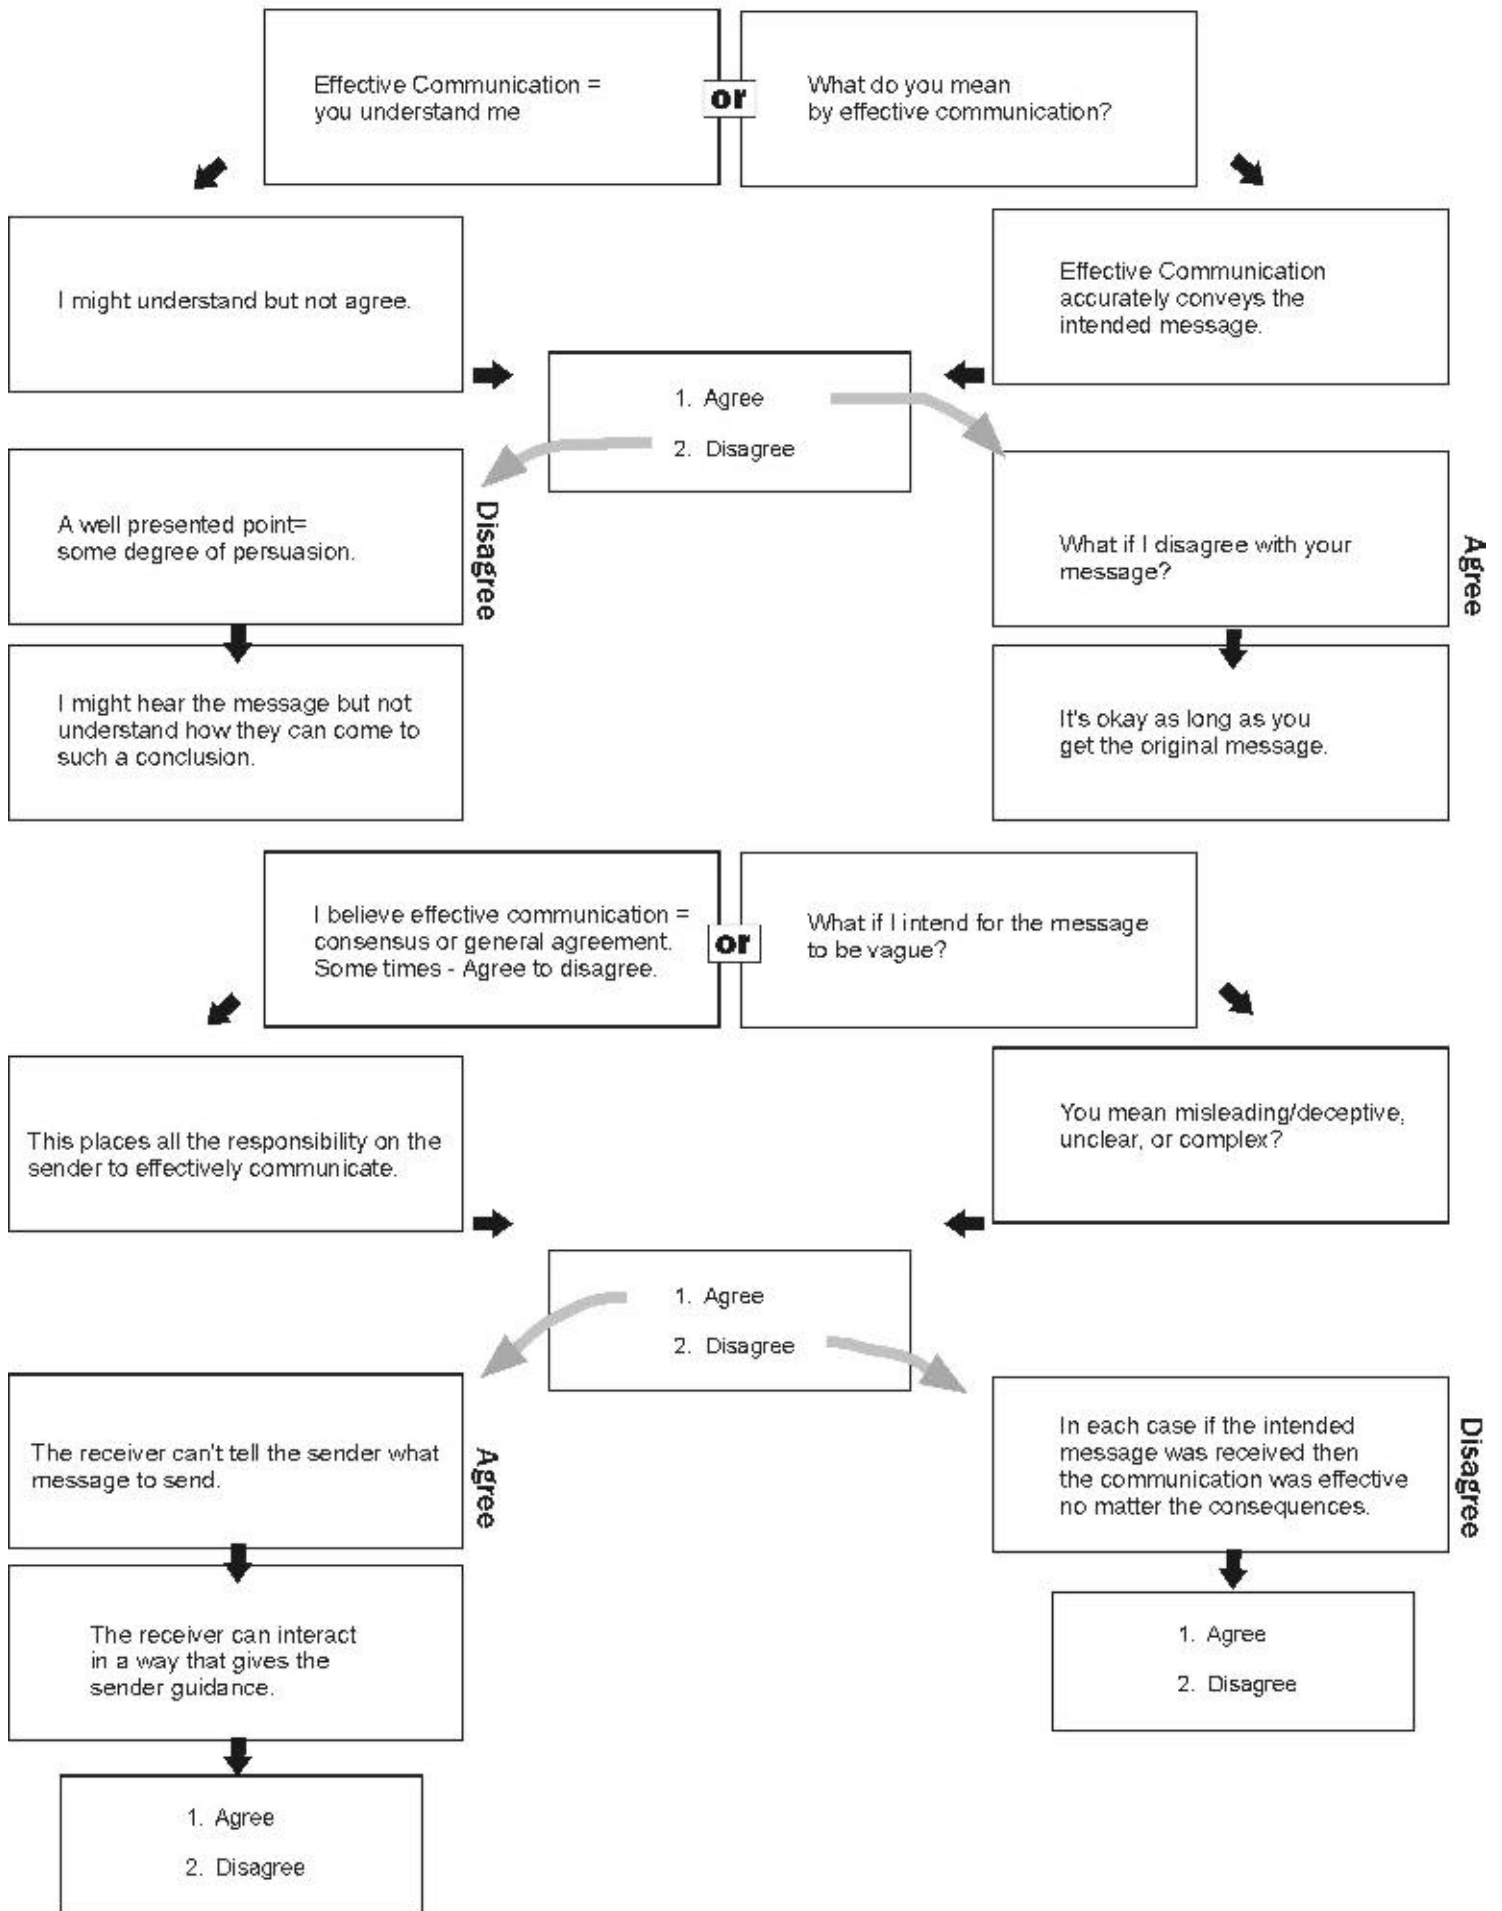 Effective Communication =
you understand me
or
What do you mean
by effective communication?
I might understand but not agree.
Effective Communication
accurately conveys the
intended message.
1. Agree
2. Disagree
A well presented point=
some degree of persuasion.
Disagree
What if I disagree with your
message?
Agree
I might hear the message but not
understand how they can come to
such a conclusion.
It's okay as long as you
get the original message.
I believe effective communication =
consensus or general agreement.
Some times - Agree to disagree.
or
What if I intend for the message
to be vague?
This places all the responsibility on the
sender to effectively communicate.
You mean misleading/deceptive,
unclear, or complex?
1. Agree
2. Disagree
The receiver can't tell the sender what
message to send.
Agree
In each case if the intended
message was received then
the communication was effective
no matter the consequences.
Disagree
The receiver can interact
in a way that gives the
sender guidance.
1. Agree
2. Disagree
1. Agree
2. Disagree